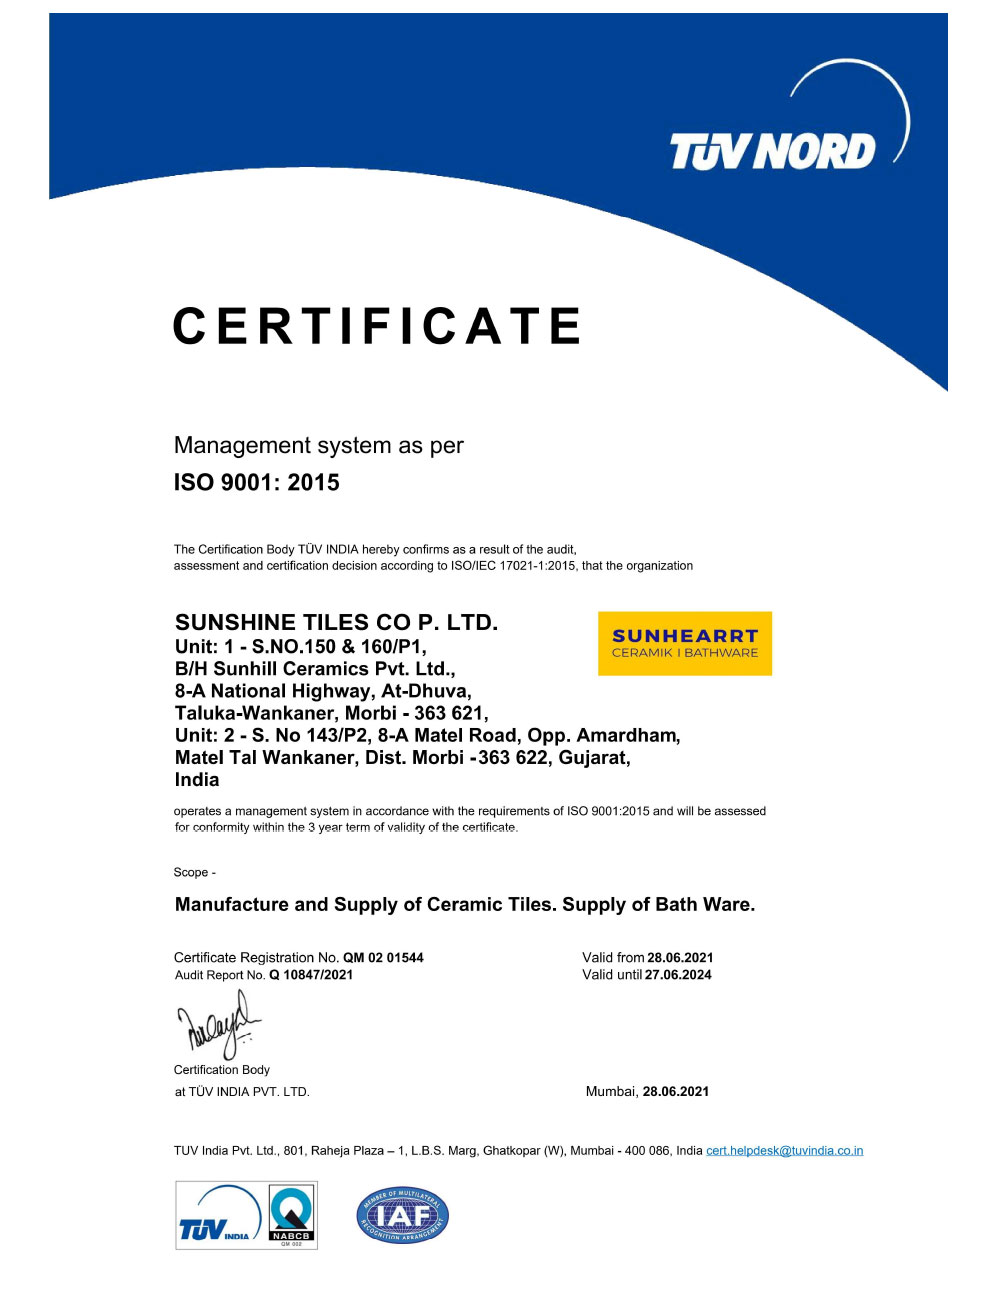 TÜV NORD
CERTIFICATE
Management system as per
ISO 9001: 2015
The Certification Body TÜV INDIA hereby confirms as a result of the audit,
assessment and certification decision according to ISO/IEC 17021-1:2015, that the organization
SUNSHINE TILES CO P. LTD.
Unit: 1 - S.NO.150 & 160/P1,
B/H Sunhill Ceramics Pvt. Ltd.,
8-A National Highway, At-Dhuva,
Taluka-Wankaner, Morbi - 363 621,
Unit: 2 - S. No 143/P2, 8-A Matel Road, Opp. Amardham,
Matel Tal Wankaner, Dist. Morbi -363 622, Gujarat,
India
SUNHEARRT
CERAMIK I BATHWARE
operates a management system in accordance with the requirements of ISO 9001:2015 and will be assessed
for conformity within the 3 year term of validity of the certificate.
Scope -
Manufacture and Supply of Ceramic Tiles. Supply of Bath Ware.
Certificate Registration No. QM 02 01544
Audit Report No. Q 10847/2021
Valid from 28.06.2021
Valid until 27.06.2024
Certification Body
at TÜV INDIA PVT. LTD.
Mumbai, 28.06.2021
TUV India Pvt. Ltd., 801, Raheja Plaza – 1, L.B.S. Marg, Ghatkopar (W), Mumbai - 400 086, India cert.helpdesk@tuvindia.co.in
TÜV INDIA
NABCB
QM 002
MEMBER OF MULTILATERAL
IAF
RECOGNITION ARRANGEMENT